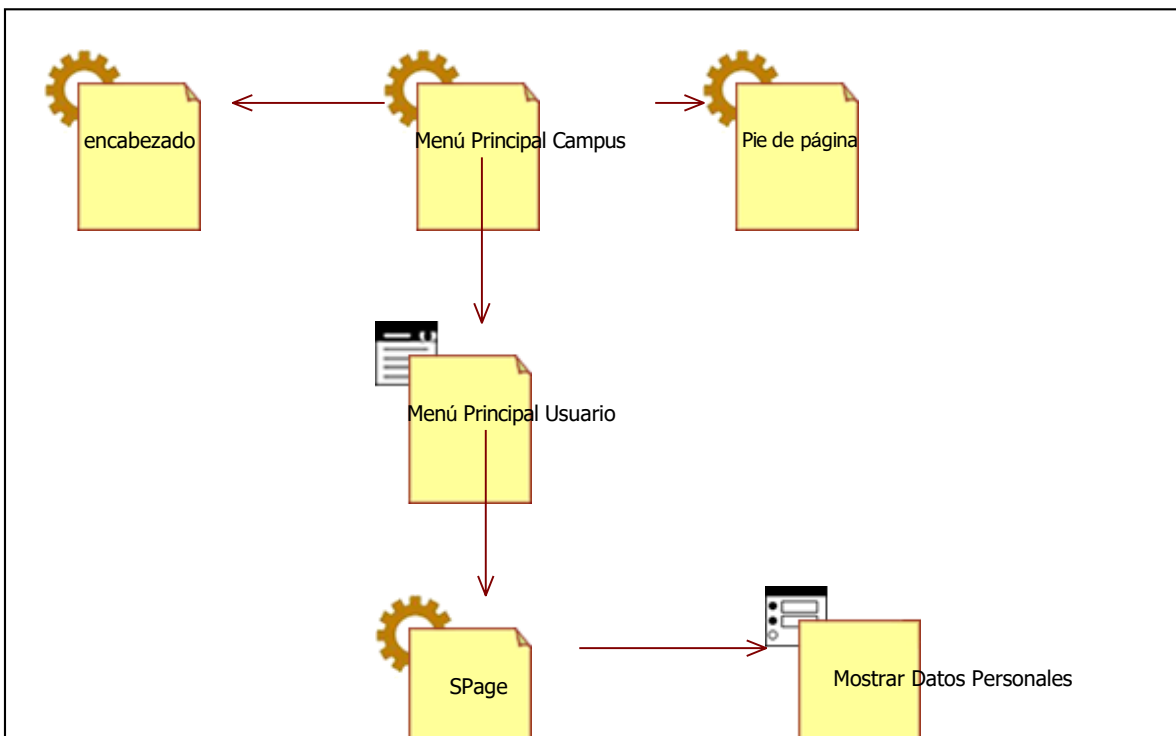 encabezado
Menú Principal Campus
Pie de página
Menú Principal Usuario
SPage
Mostrar Datos Personales